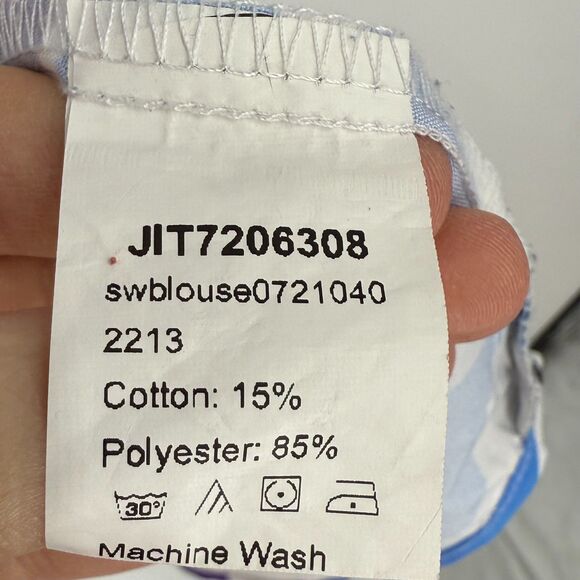 JIT7206308
swblouse0721040
2213
Cotton: 15%
Polyester: 85%
30°
Machine Wash